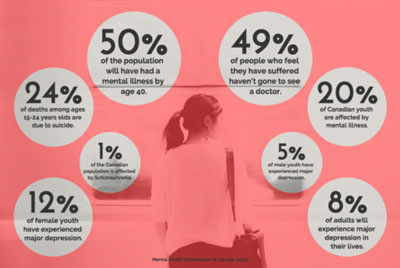 50%
of the population
will have had a
mental illness by
age 40.
49%
of people who feel
they have suffered
haven't gone to see
a doctor.
24%
of deaths among ages
15-24 years olds are
due to suicide.
20%
of Canadian youth
are affected by
mental illness.
1%
of the Canadian
population is affected
by Schizophrenia.
5%
of male youth have
experienced major
depression.
12%
of female youth
have experienced
major depression.
8%
of adults will
experience major
depression in
their lives.
Mental Health Commission of Canada